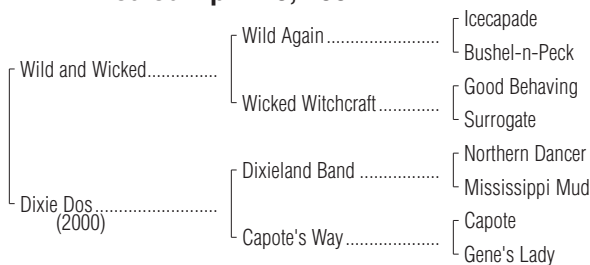 Icecapade
Wild Again
Bushel-n-Peck
Wild and Wicked
Good Behaving
Wicked Witchcraft
Surrogate
Northern Dancer
Dixieland Band
Mississippi Mud
Dixie Dos
(2000)
Capote
Capote's Way
Gene's Lady